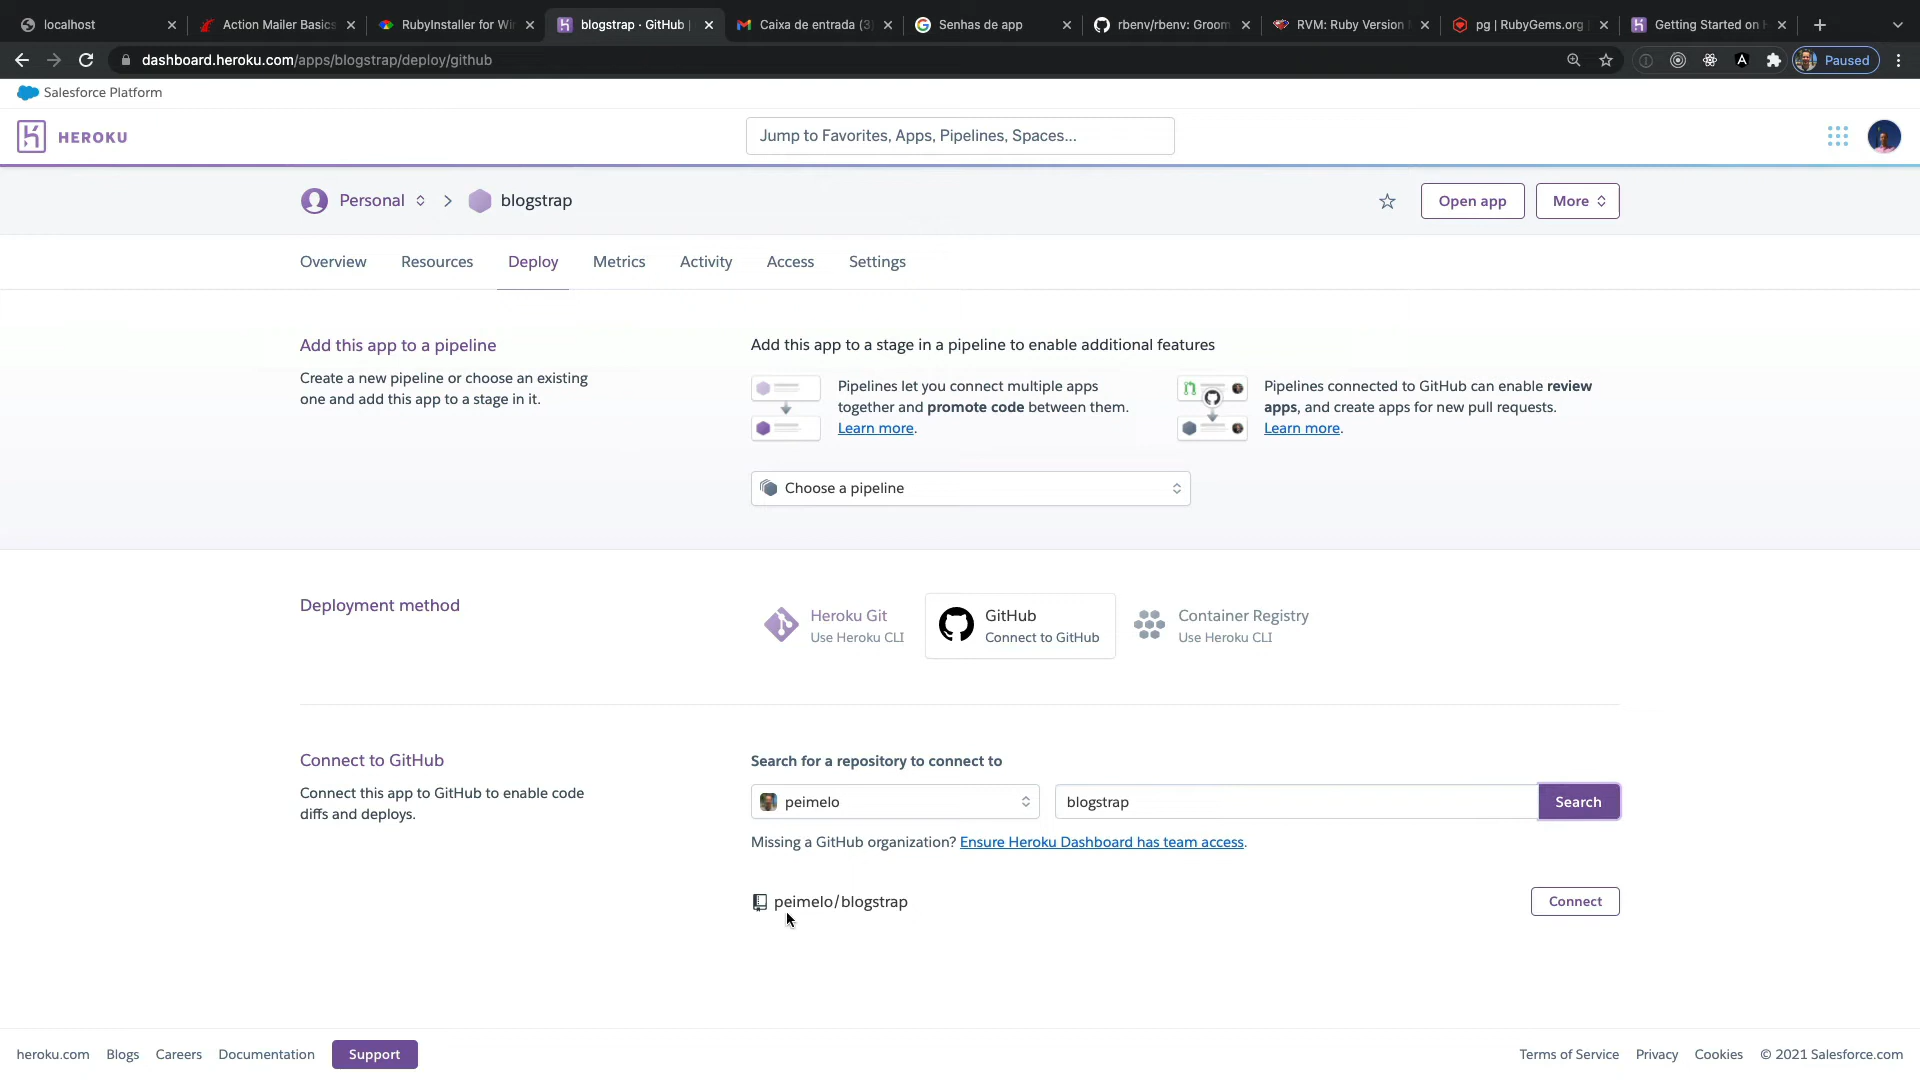 localhost
Action Mailer Basics
RubyInstaller for Wi
blogstrap · GitHub
Caixa de entrada (3
Senhas de app
rbenv/rbenv: Groom
RVM: Ruby Version
pg | RubyGems.org
Getting Started on
dashboard.heroku.com/apps/blogstrap/deploy/github
Paused
Salesforce Platform
HEROKU
Jump to Favorites, Apps, Pipelines, Spaces...
Personal
blogstrap
Open app
More
Overview
Resources
Deploy
Metrics
Activity
Access
Settings
Add this app to a pipeline
Create a new pipeline or choose an existing
one and add this app to a stage in it.
Add this app to a stage in a pipeline to enable additional features
Pipelines let you connect multiple apps
together and promote code between them.
Learn more.
Pipelines connected to GitHub can enable review
apps, and create apps for new pull requests.
Learn more.
Choose a pipeline
Deployment method
Heroku Git
Use Heroku CLI
GitHub
Connect to GitHub
Container Registry
Use Heroku CLI
Connect to GitHub
Connect this app to GitHub to enable code
diffs and deploys.
Search for a repository to connect to
peimelo
blogstrap
Search
Missing a GitHub organization? Ensure Heroku Dashboard has team access.
peimelo/blogstrap
Connect
heroku.com
Blogs
Careers
Documentation
Support
Terms of Service
Privacy
Cookies
© 2021 Salesforce.com